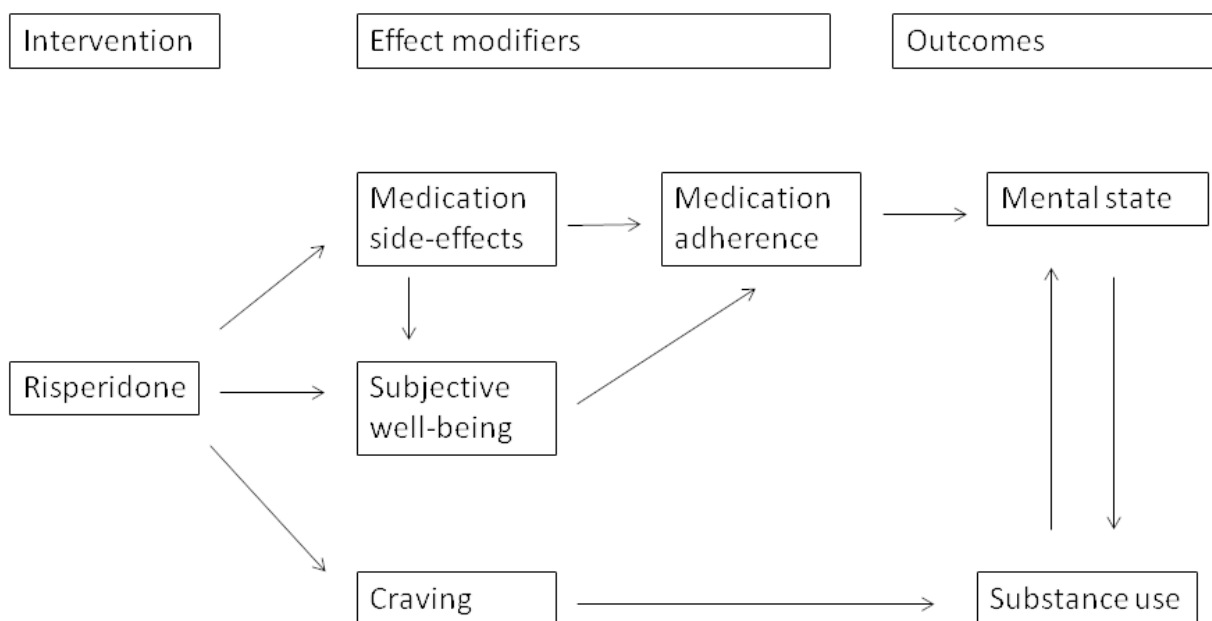 Intervention
Effect modifiers
Outcomes
Medication
side-effects
Medication
adherence
Mental state
Risperidone
Subjective
well-being
Craving
Substance use